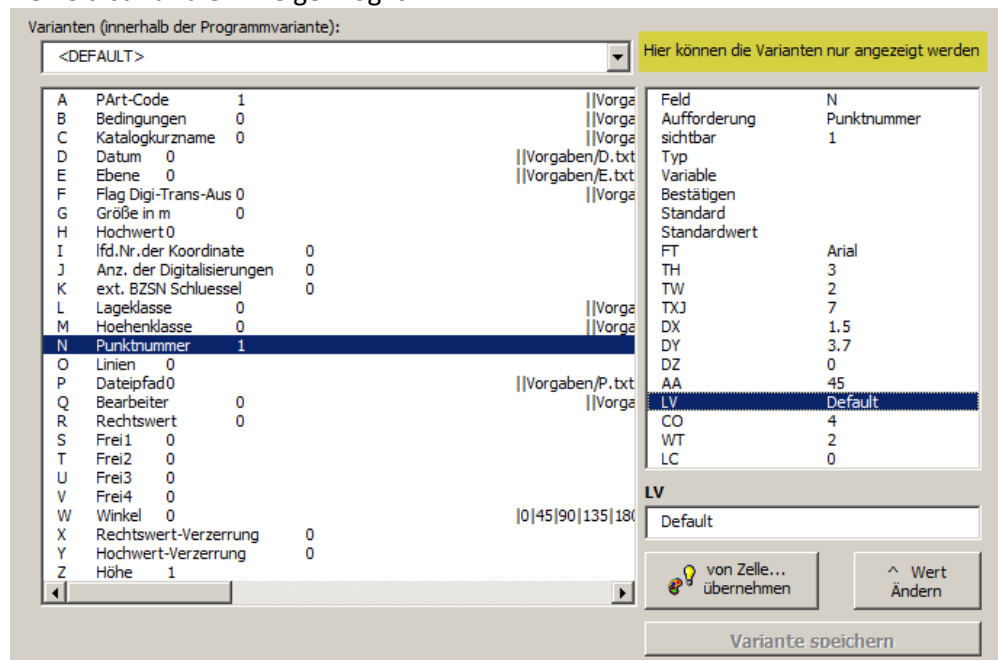 Varianten (innerhalb der Programmvariante):
<DEFAULT>
Hier können die Varianten nur angezeigt werden
A PArt-Code 1 ||Vorga
B Bedingungen 0 ||Vorga
C Katalogkurzname 0 ||Vorga
D Datum 0 ||Vorgaben/D.txt
E Ebene 0 ||Vorgaben/E.txt
F Flag Digi-Trans-Aus 0 ||Vorga
G Größe in m 0
H Hochwert 0
I lfd.Nr.der Koordinate 0
J Anz. der Digitalisierungen 0
K ext. BZSN Schluessel 0
L Lageklasse 0 ||Vorga
M Hoehenklasse 0 ||Vorga
N Punktnummer 1
O Linien 0
P Dateipfad 0 ||Vorgaben/P.txt
Q Bearbeiter 0 ||Vorga
R Rechtswert 0
S Frei1 0
T Frei2 0
U Frei3 0
V Frei4 0
W Winkel 0 |0|45|90|135|180
X Rechtswert-Verzerrung 0
Y Hochwert-Verzerrung 0
Z Höhe 1
Feld N
Aufforderung Punktnummer
sichtbar 1
Typ
Variable
Bestätigen
Standard
Standardwert
FT Arial
TH 3
TW 2
TXJ 7
DX 1.5
DY 3.7
DZ 0
AA 45
LV Default
CO 4
WT 2
LC 0
LV
Default
von Zelle...
übernehmen
^ Wert
Ändern
Variante speichern